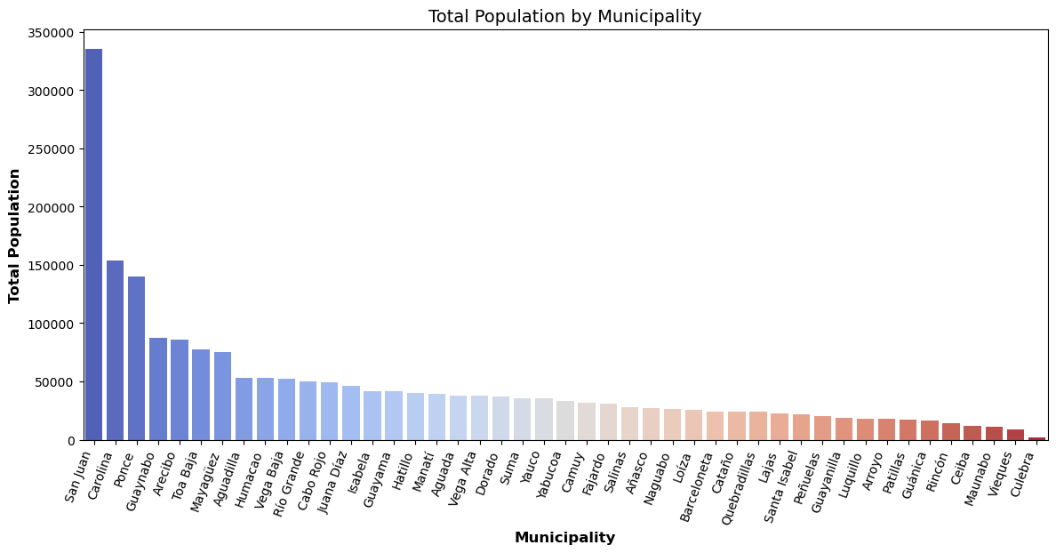 Total Population by Municipality
Total Population
350000
300000
250000
200000
150000
100000
50000
0
San Juan
Carolina
Ponce
Guaynabo
Arecibo
Toa Baja
Mayagüez
Aguadilla
Humacao
Vega Baja
Río Grande
Cabo Rojo
Juana Díaz
Isabela
Guayama
Hatillo
Manatí
Aguada
Vega Alta
Dorado
Suma
Yauco
Yabucoa
Camuy
Fajardo
Salinas
Añasco
Naguabo
Loíza
Barceloneta
Cataño
Quebradillas
Lajas
Santa Isabel
Peñuelas
Guayanilla
Luquillo
Arroyo
Patillas
Guánica
Rincón
Ceiba
Maunabo
Vieques
Culebra
Municipality